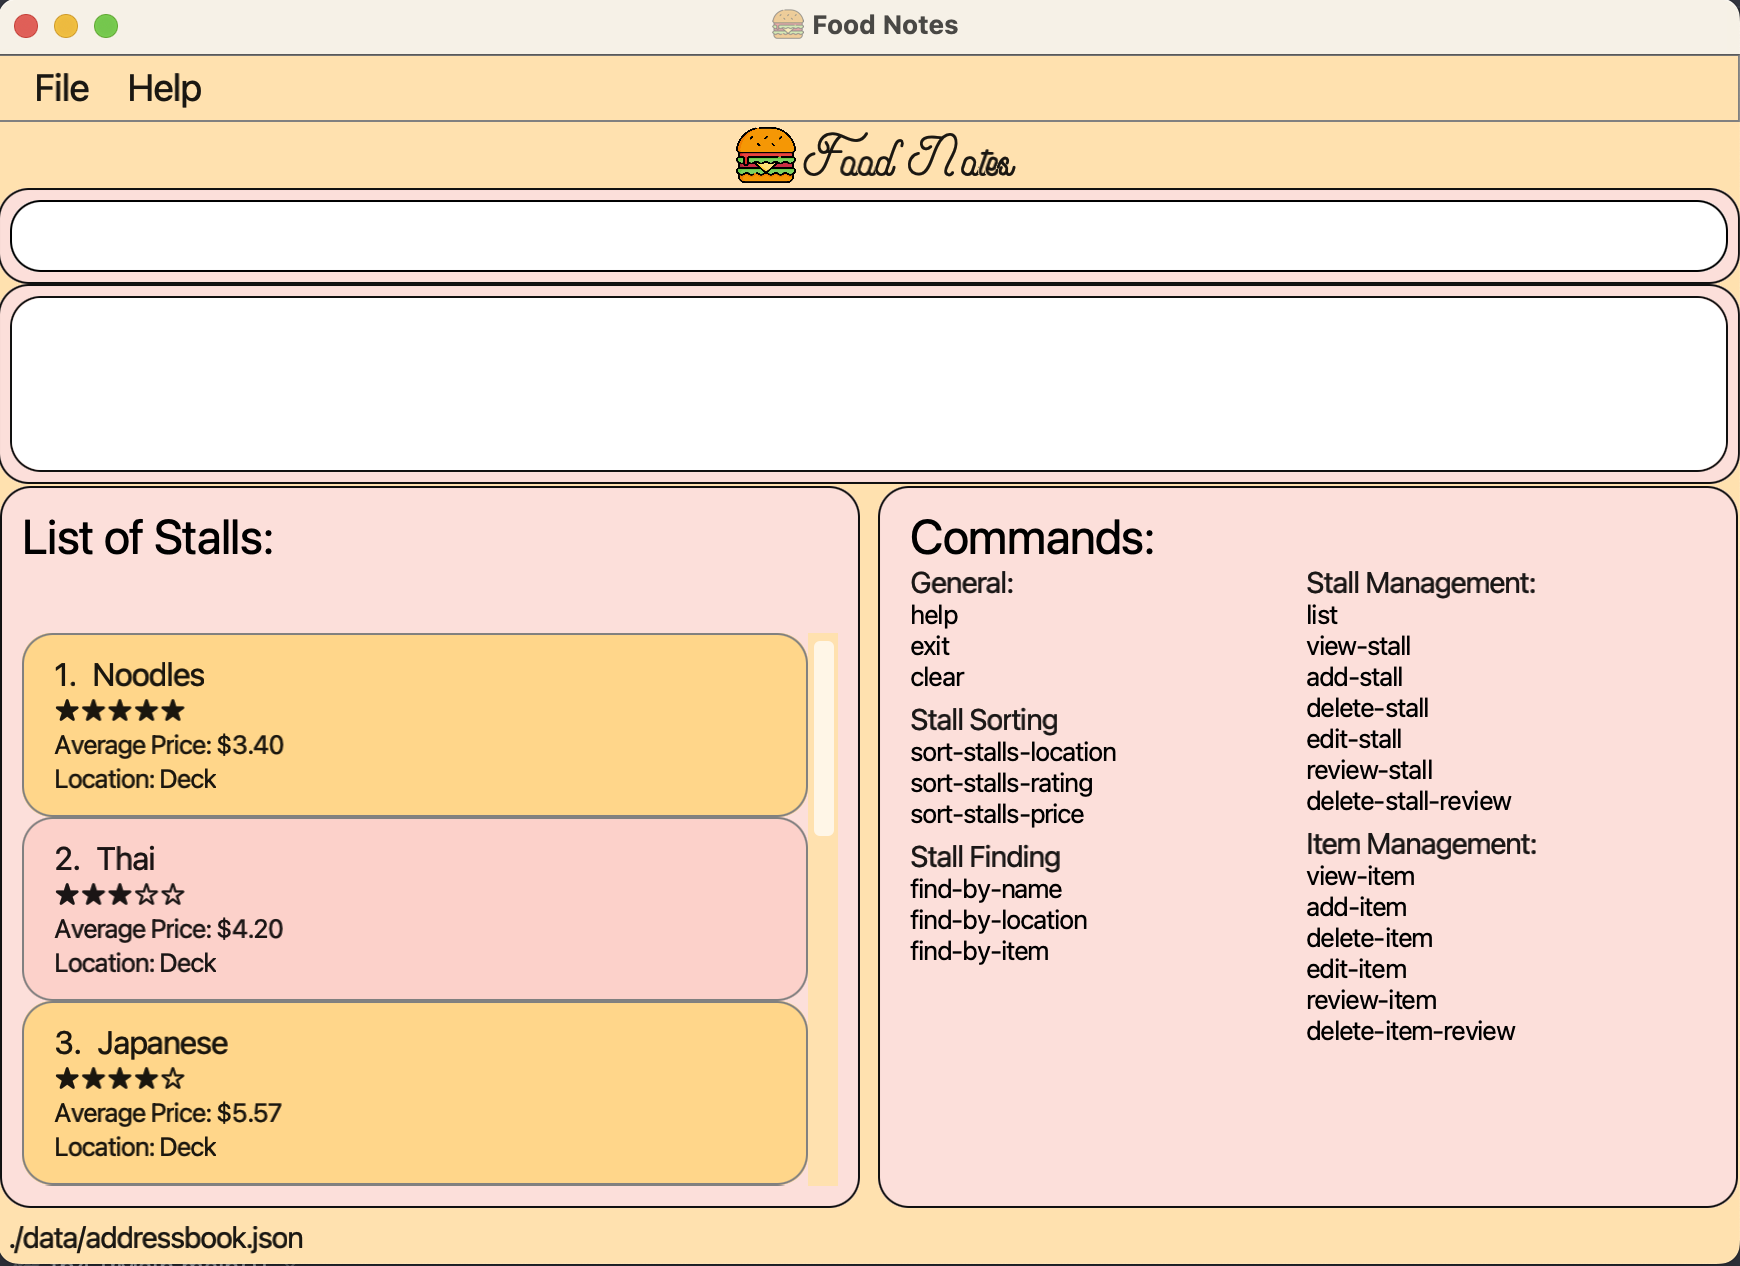 Food Notes
File Help
Food Notes
List of Stalls:
1. Noodles
★★★★★
Average Price: $3.40
Location: Deck
2. Thai
★★★☆☆
Average Price: $4.20
Location: Deck
3. Japanese
★★★★☆
Average Price: $5.57
Location: Deck
Commands:
General:
help
exit
clear
Stall Sorting
sort-stalls-location
sort-stalls-rating
sort-stalls-price
Stall Finding
find-by-name
find-by-location
find-by-item
Stall Management:
list
view-stall
add-stall
delete-stall
edit-stall
review-stall
delete-stall-review
Item Management:
view-item
add-item
delete-item
edit-item
review-item
delete-item-review
./data/addressbook.json